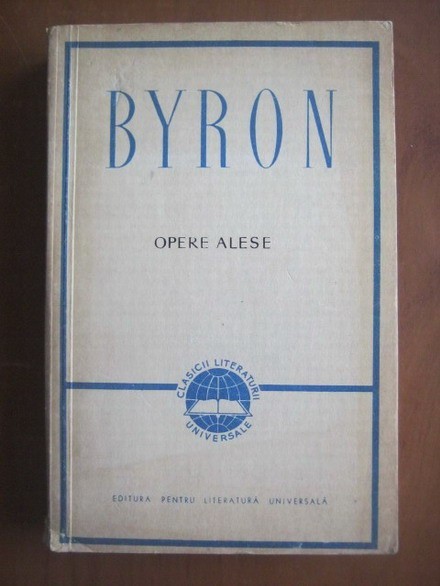 BYRON
OPERE ALESE
CLASICII LITERATURII
UNIVERSALE
EDITURA PENTRU LITERATURĂ UNIVERSALĂ